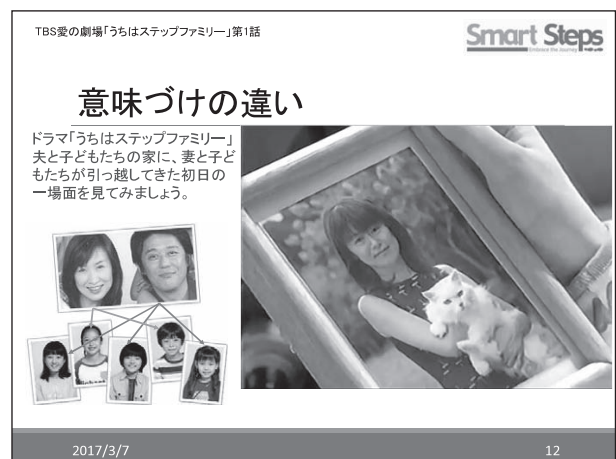 TBS愛の劇場「うちはステップファミリー」第1話
Smart Steps
Embrace the Journey
意味づけの違い
ドラマ「うちはステップファミリー」
夫と子どもたちの家に、妻と子ど
もたちが引っ越してきた初日の
一場面を見てみましょう。
2017/3/7
12